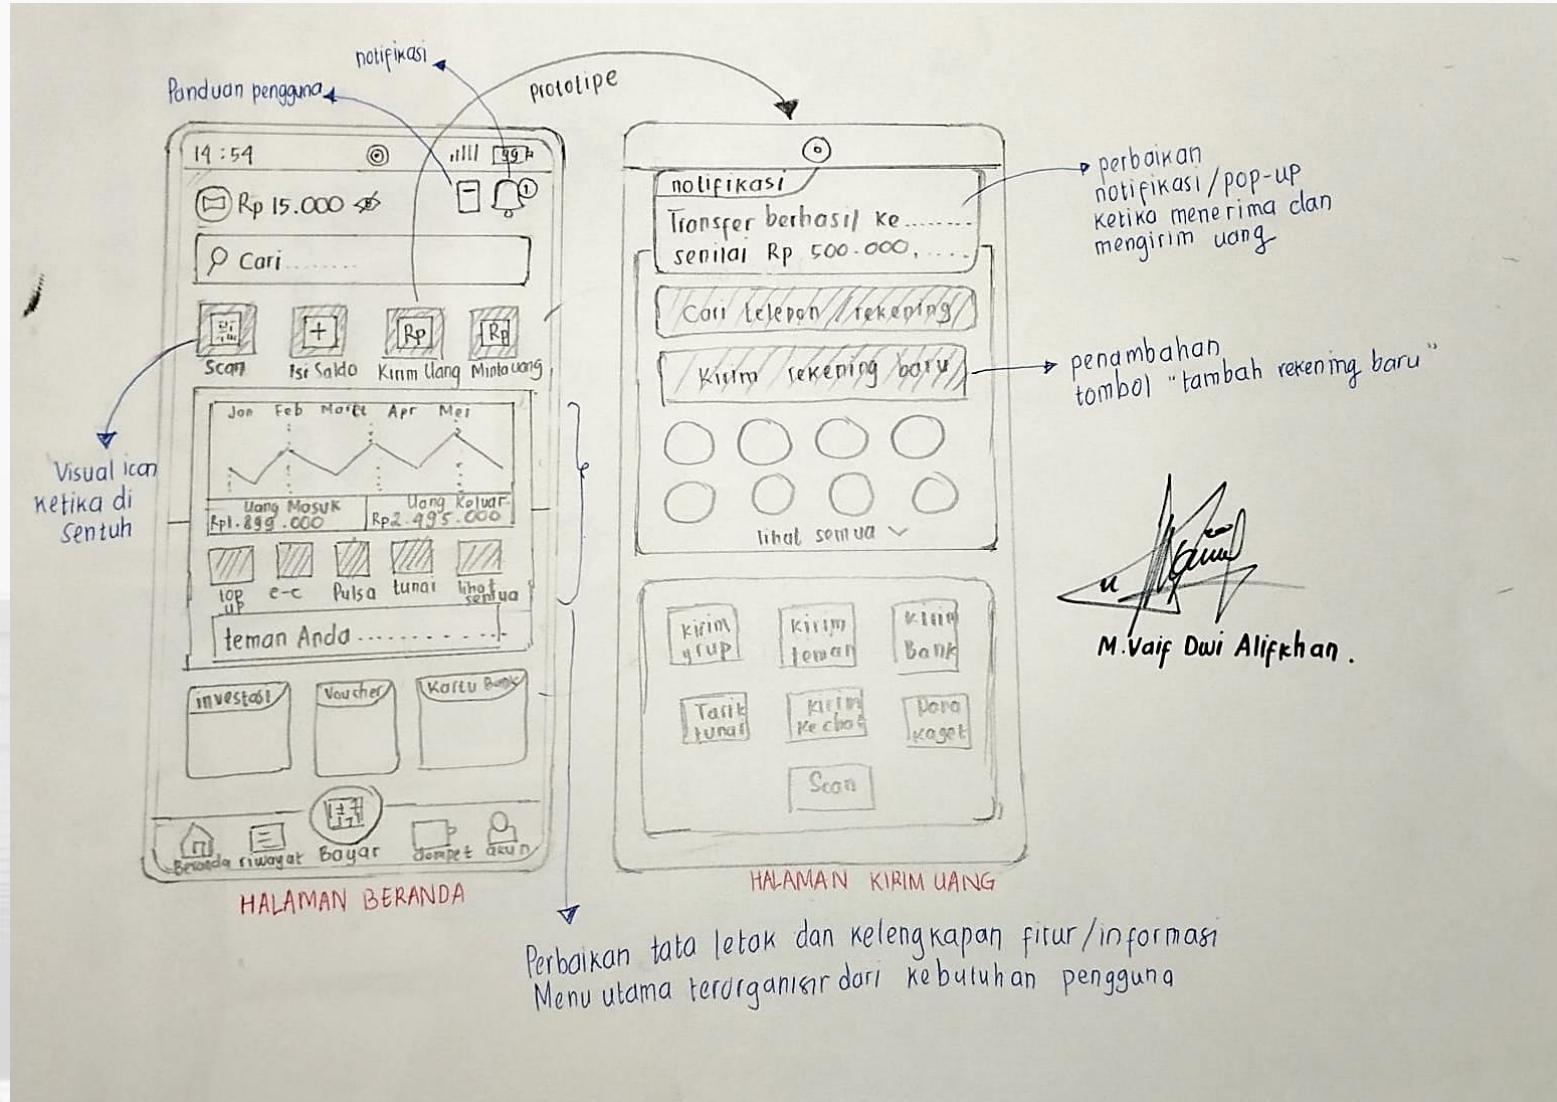 notifikasi
Panduan pengguna
prototipe
14:54
99
Rp 15.000
1
Cari........
Scan
Isi Saldo
Rp
Kirim Uang
Rp
Minta uang
Jan Feb Maret Apr Mei
Uang Masuk
Rp1.899.000
Uang Keluar
Rp2.495.000
top up
e-c
Pulsa
tunai
lihat semua
teman Anda ...........
investasi
Voucher
Kartu Bank
Beranda
riwayat
Bayar
dompet
akun
HALAMAN BERANDA
Visual icon
ketika di
sentuh
notifikasi
Transfer berhasil ke........
senilai Rp 500.000,....
Cari telepon / rekening
Kirim rekening baru
lihat semua
kirim grup
kirim teman
kirim Bank
Tarik tunai
kirim ke chat
Dana kaget
Scan
HALAMAN KIRIM UANG
perbaikan
notifikasi/pop-up
ketika menerima dan
mengirim uang
penambahan
tombol "tambah rekening baru"
M. Vaif Dwi Alifkhan.
Perbaikan tata letak dan kelengkapan fitur/informasi
Menu utama terorganisir dari kebutuhan pengguna